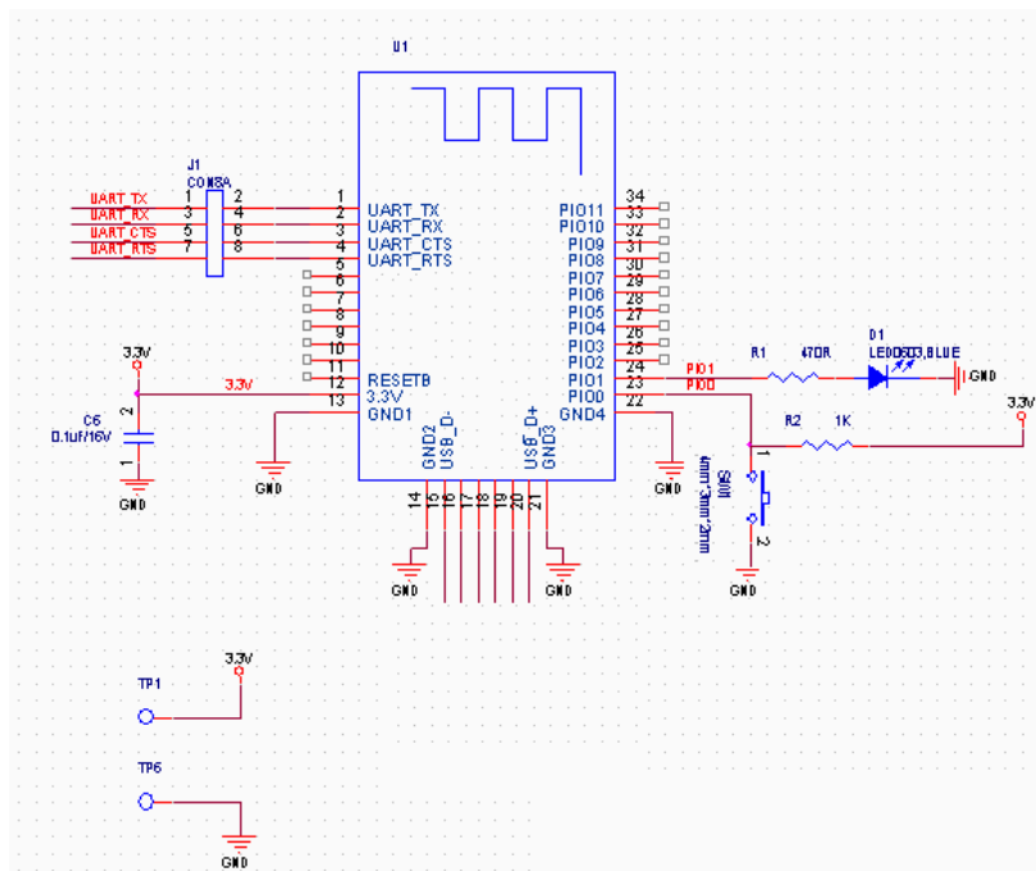 U1
J1
CON8A
UART_TX 1 2 1 UART_TX PIO11 34
UART_RX 3 4 2 UART_RX PIO10 33
UART_CTS 5 6 3 UART_CTS PIO9 32
UART_RTS 7 8 4 UART_RTS PIO8 31
5 PIO7 30
6 PIO6 29
7 PIO5 28
8 PIO4 27
9 PIO3 26
10 PIO2 25
11 RESETB PIO1 24 PIO1
3.3V 3.3V 12 3.3V PIO0 23 PIO0
13 GND1 GND4 22
R1 470R
D1
LED0603,BLUE
GND
2
C6
0.1uf/16V
1
GND
GND
GND2 USB_D- USB_D+ GND3
14 15 16 17 18 19 20 21
GND
GND
GND
R2 1K
3.3V
1
4mm*3mm*2mm
2
GND
3.3V
TP1
TP6
GND